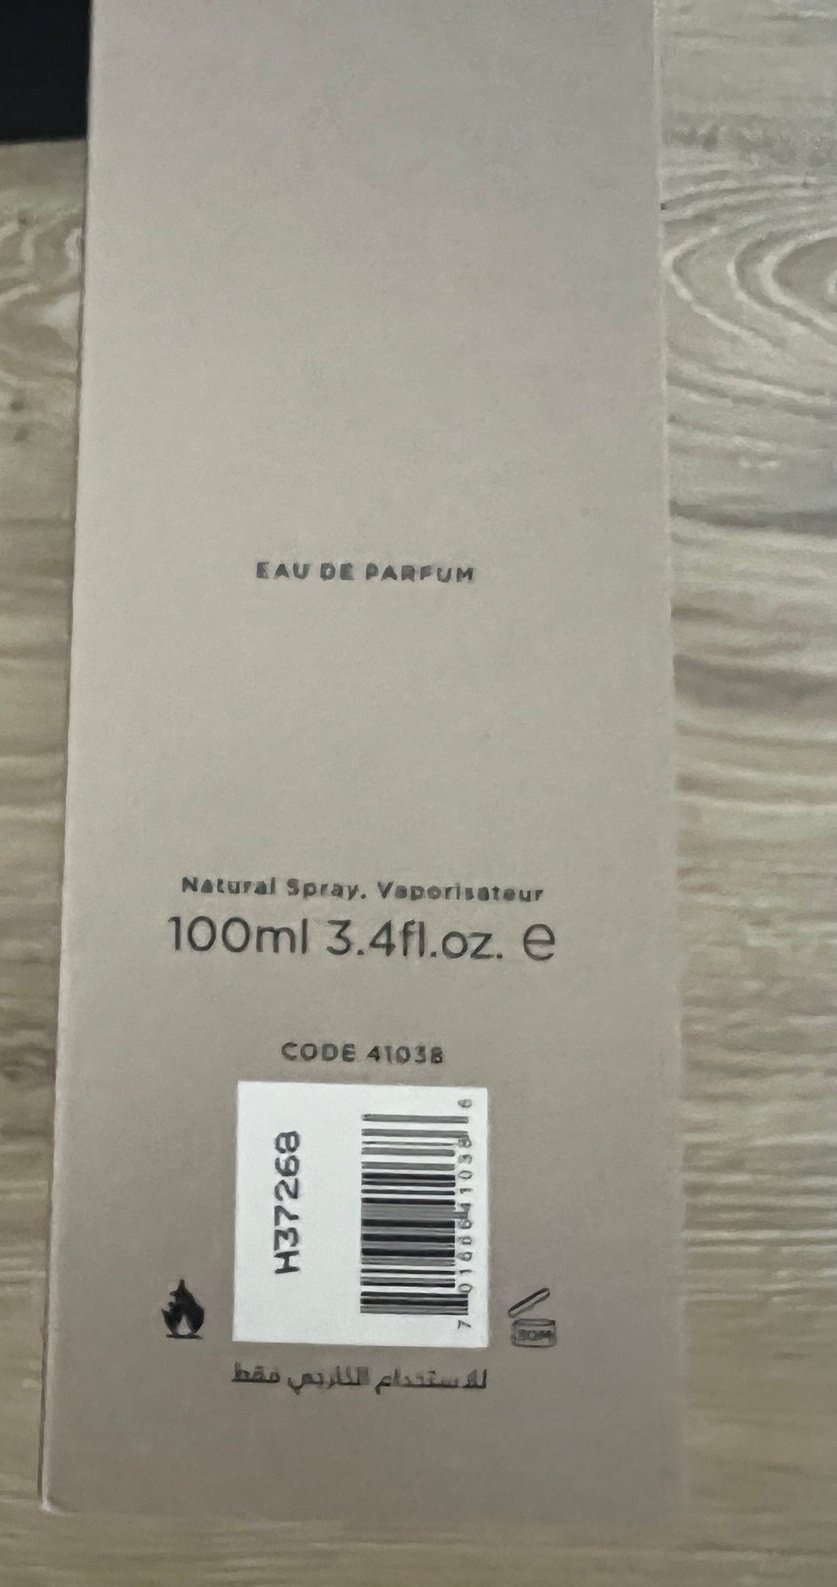 EAU DE PARFUM
Natural Spray. Vaporisateur
100ml 3.4fl.oz. e
CODE 41038
H37268
30M
للاستخدام الخارجي فقط